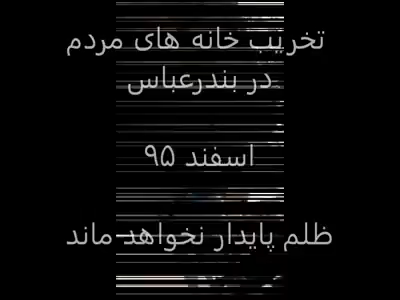 تخریب خانه های مردم
در بندرعباس
اسفند ۹۵
ظلم پایدار نخواهد ماند